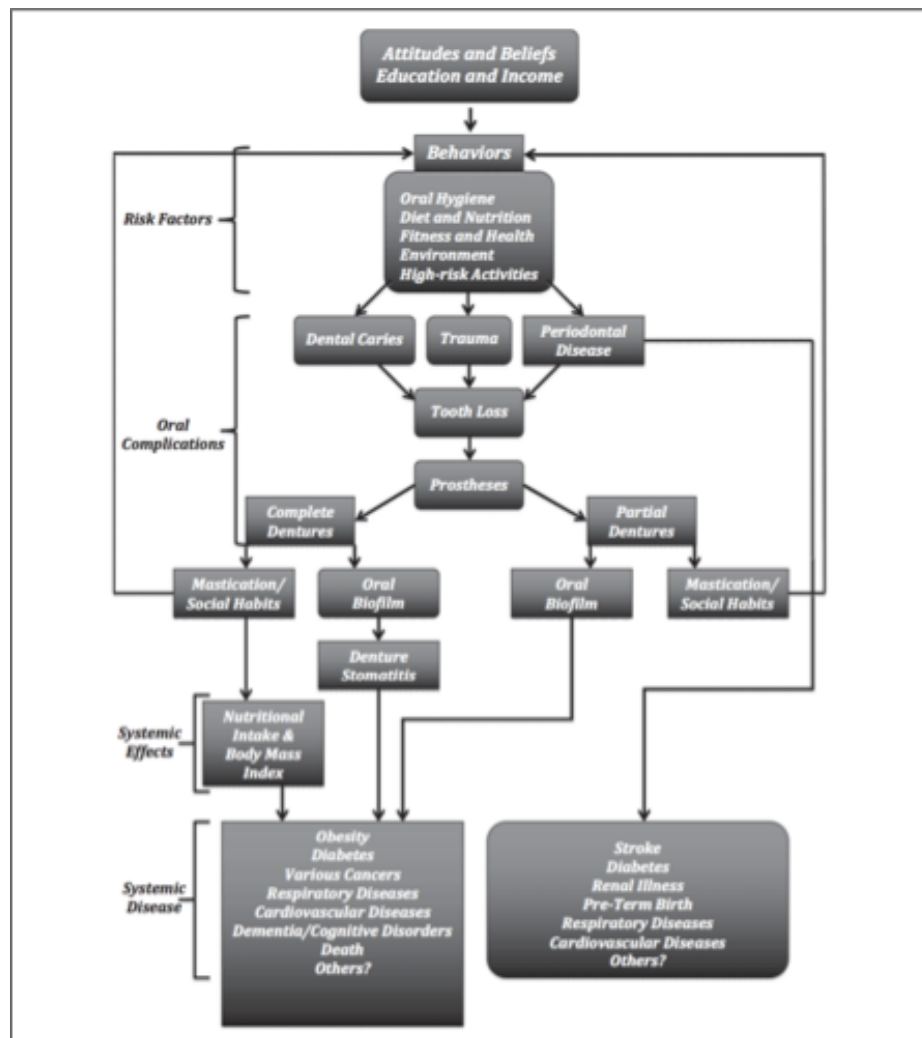 Attitudes and Beliefs
Education and Income
Behaviors
Risk Factors
Oral Hygiene
Diet and Nutrition
Fitness and Health
Environment
High-risk Activities
Dental Caries
Trauma
Periodontal
Disease
Tooth Loss
Oral
Complications
Prostheses
Complete
Dentures
Partial
Dentures
Mastication/
Social Habits
Oral
Biofilm
Oral
Biofilm
Mastication/
Social Habits
Denture
Stomatitis
Systemic
Effects
Nutritional
Intake &
Body Mass
Index
Systemic
Disease
Obesity
Diabetes
Various Cancers
Respiratory Diseases
Cardiovascular Diseases
Dementia/Cognitive Disorders
Death
Others?
Stroke
Diabetes
Renal Illness
Pre-Term Birth
Respiratory Diseases
Cardiovascular Diseases
Others?